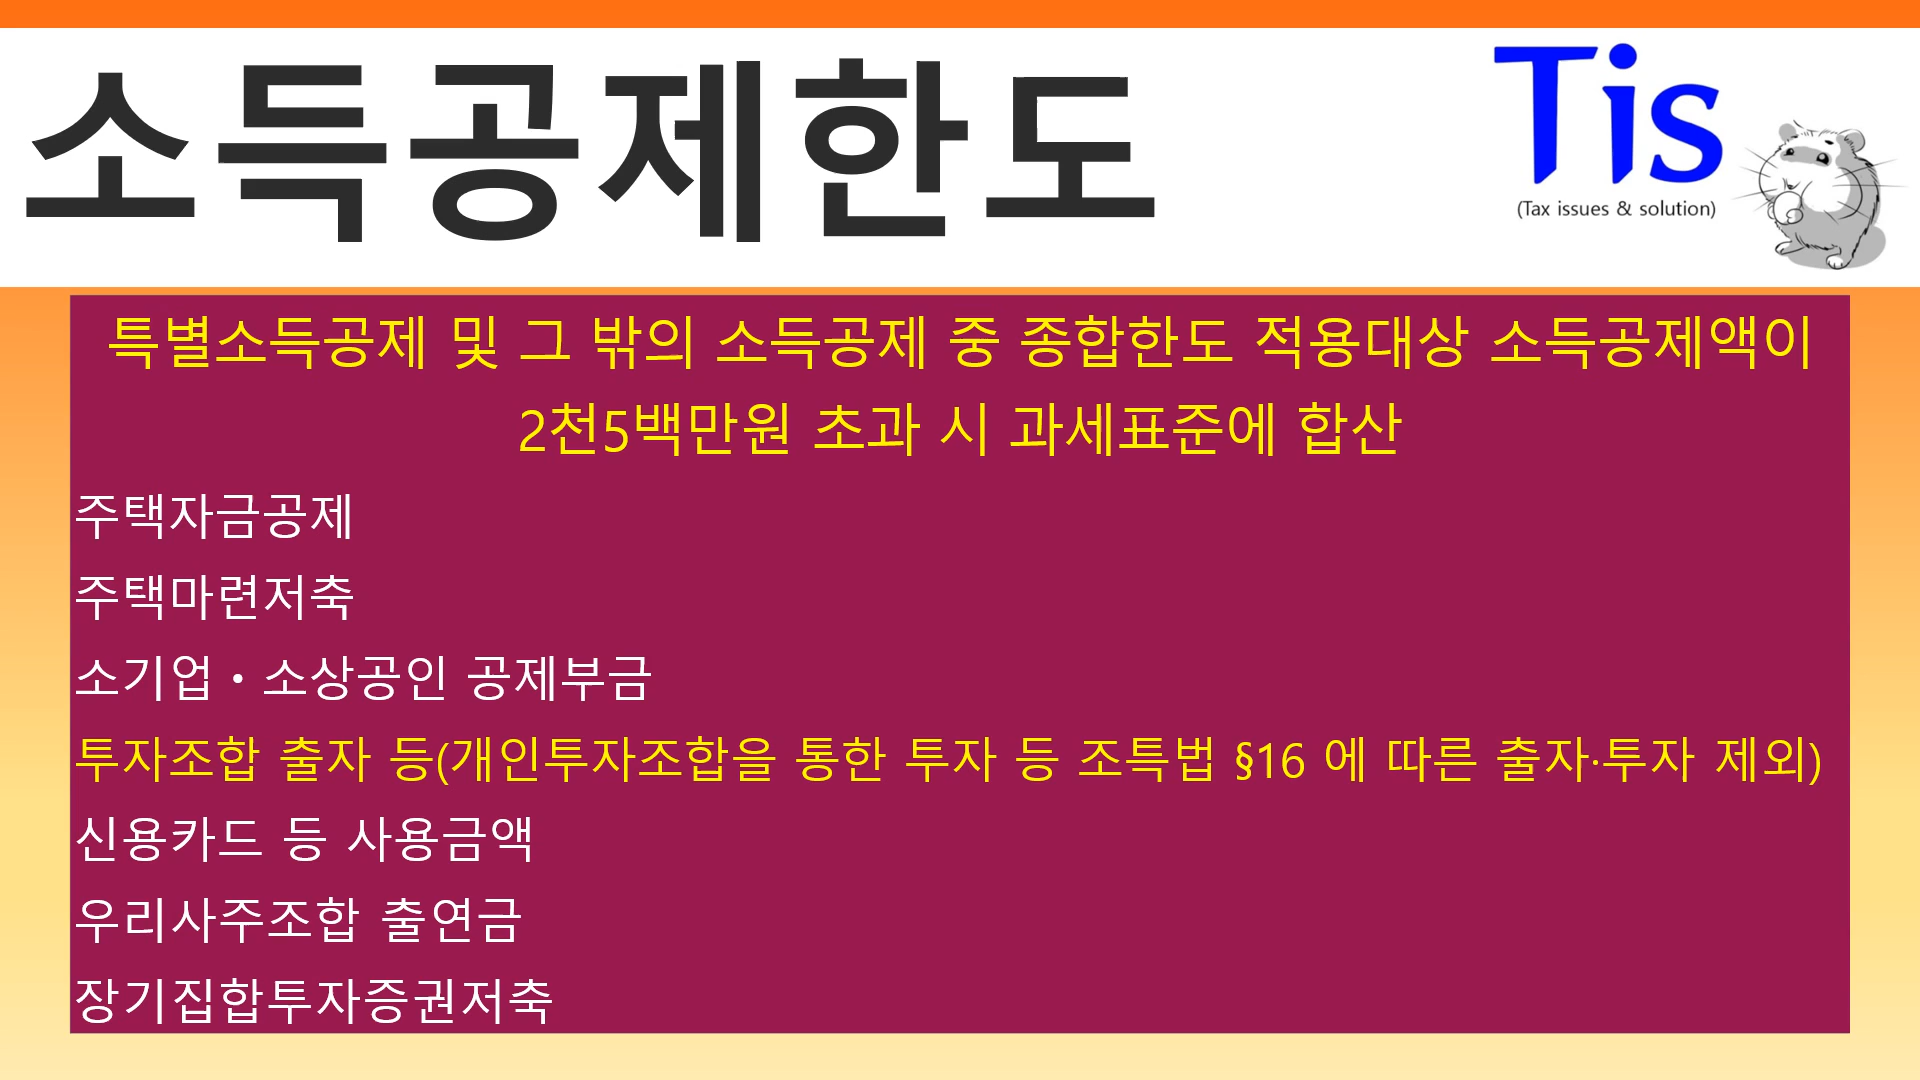 소득공제한도
Tis
(Tax issues & solution)
특별소득공제 및 그 밖의 소득공제 중 종합한도 적용대상 소득공제액이
2천5백만원 초과 시 과세표준에 합산
주택자금공제
주택마련저축
소기업·소상공인 공제부금
투자조합 출자 등(개인투자조합을 통한 투자 등 조특법 §16 에 따른 출자·투자 제외)
신용카드 등 사용금액
우리사주조합 출연금
장기집합투자증권저축